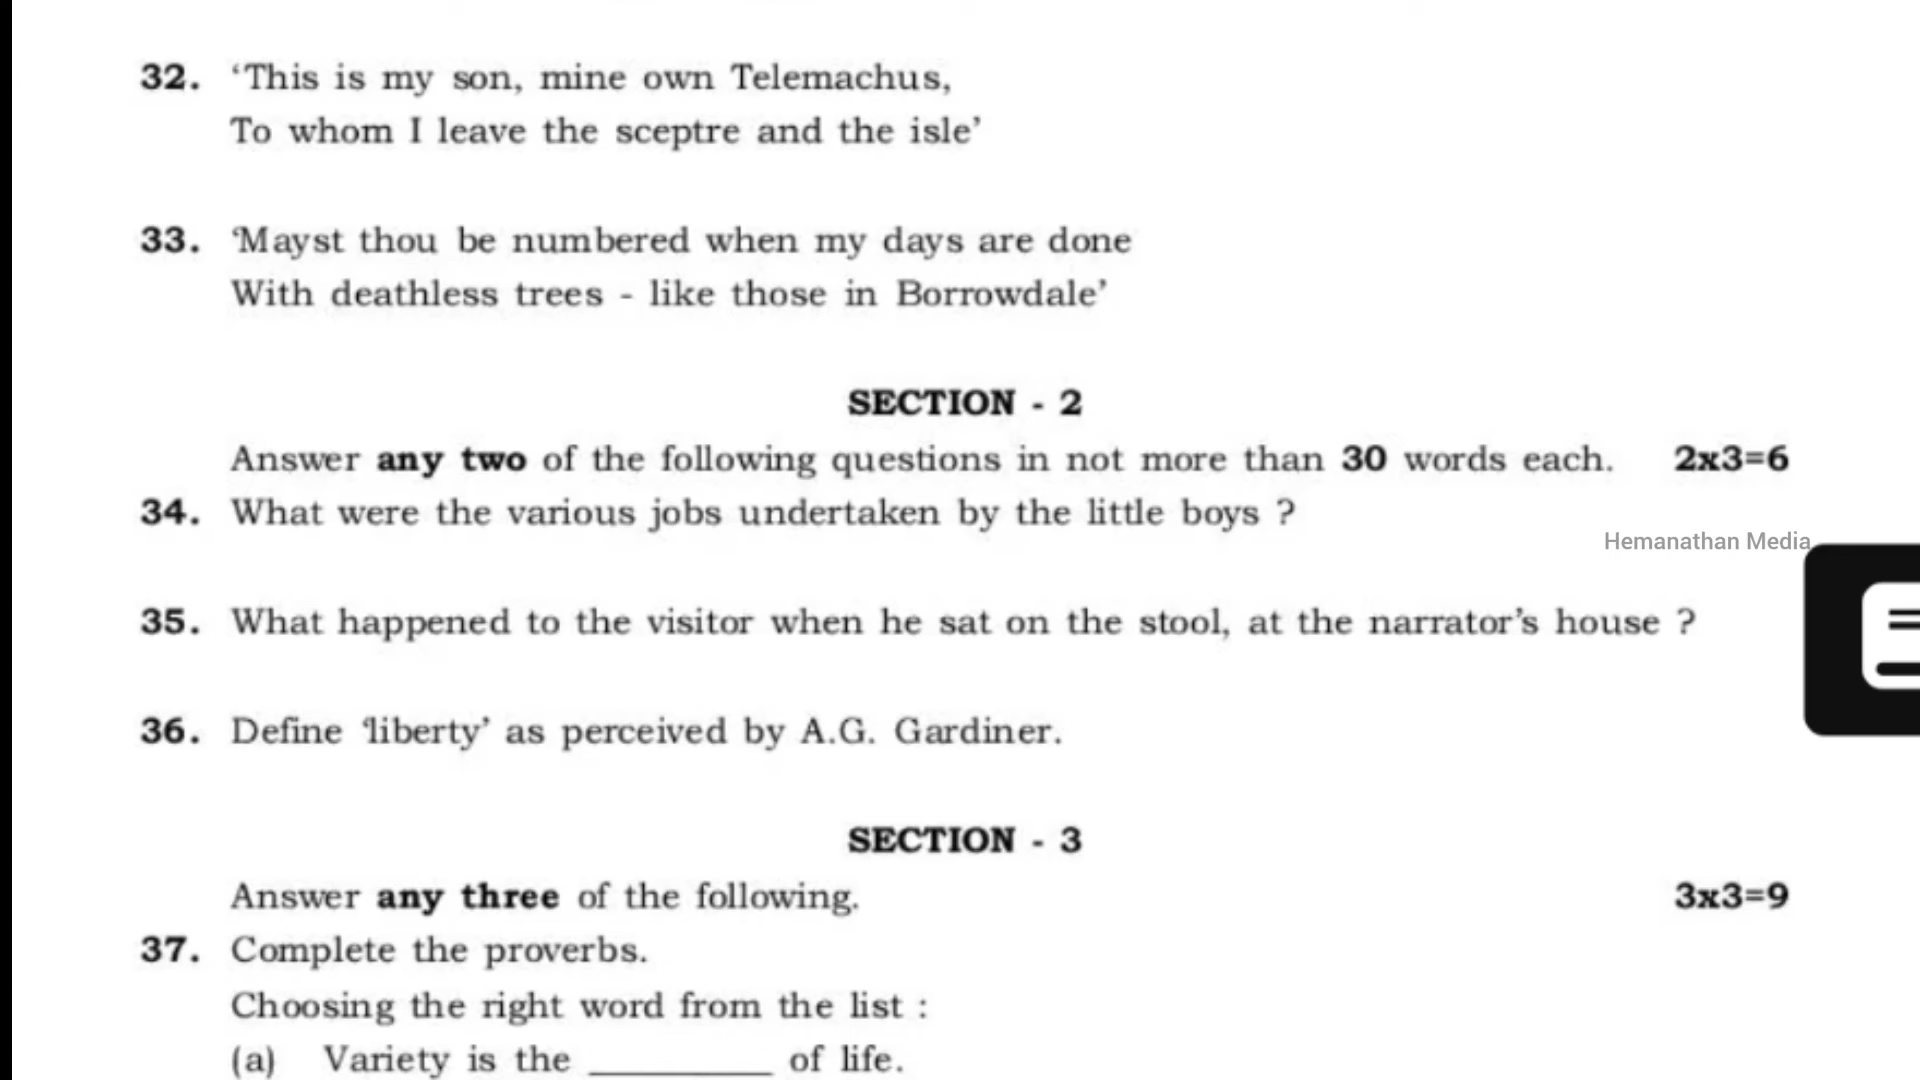 32. ‘This is my son, mine own Telemachus,
To whom I leave the sceptre and the isle’
33. ‘Mayst thou be numbered when my days are done
With deathless trees - like those in Borrowdale’
SECTION - 2
Answer any two of the following questions in not more than 30 words each. 2x3=6
34. What were the various jobs undertaken by the little boys ?
Hemanathan Media
35. What happened to the visitor when he sat on the stool, at the narrator’s house ?
36. Define ‘liberty’ as perceived by A.G. Gardiner.
SECTION - 3
Answer any three of the following. 3x3=9
37. Complete the proverbs.
Choosing the right word from the list :
(a) Variety is the __________ of life.